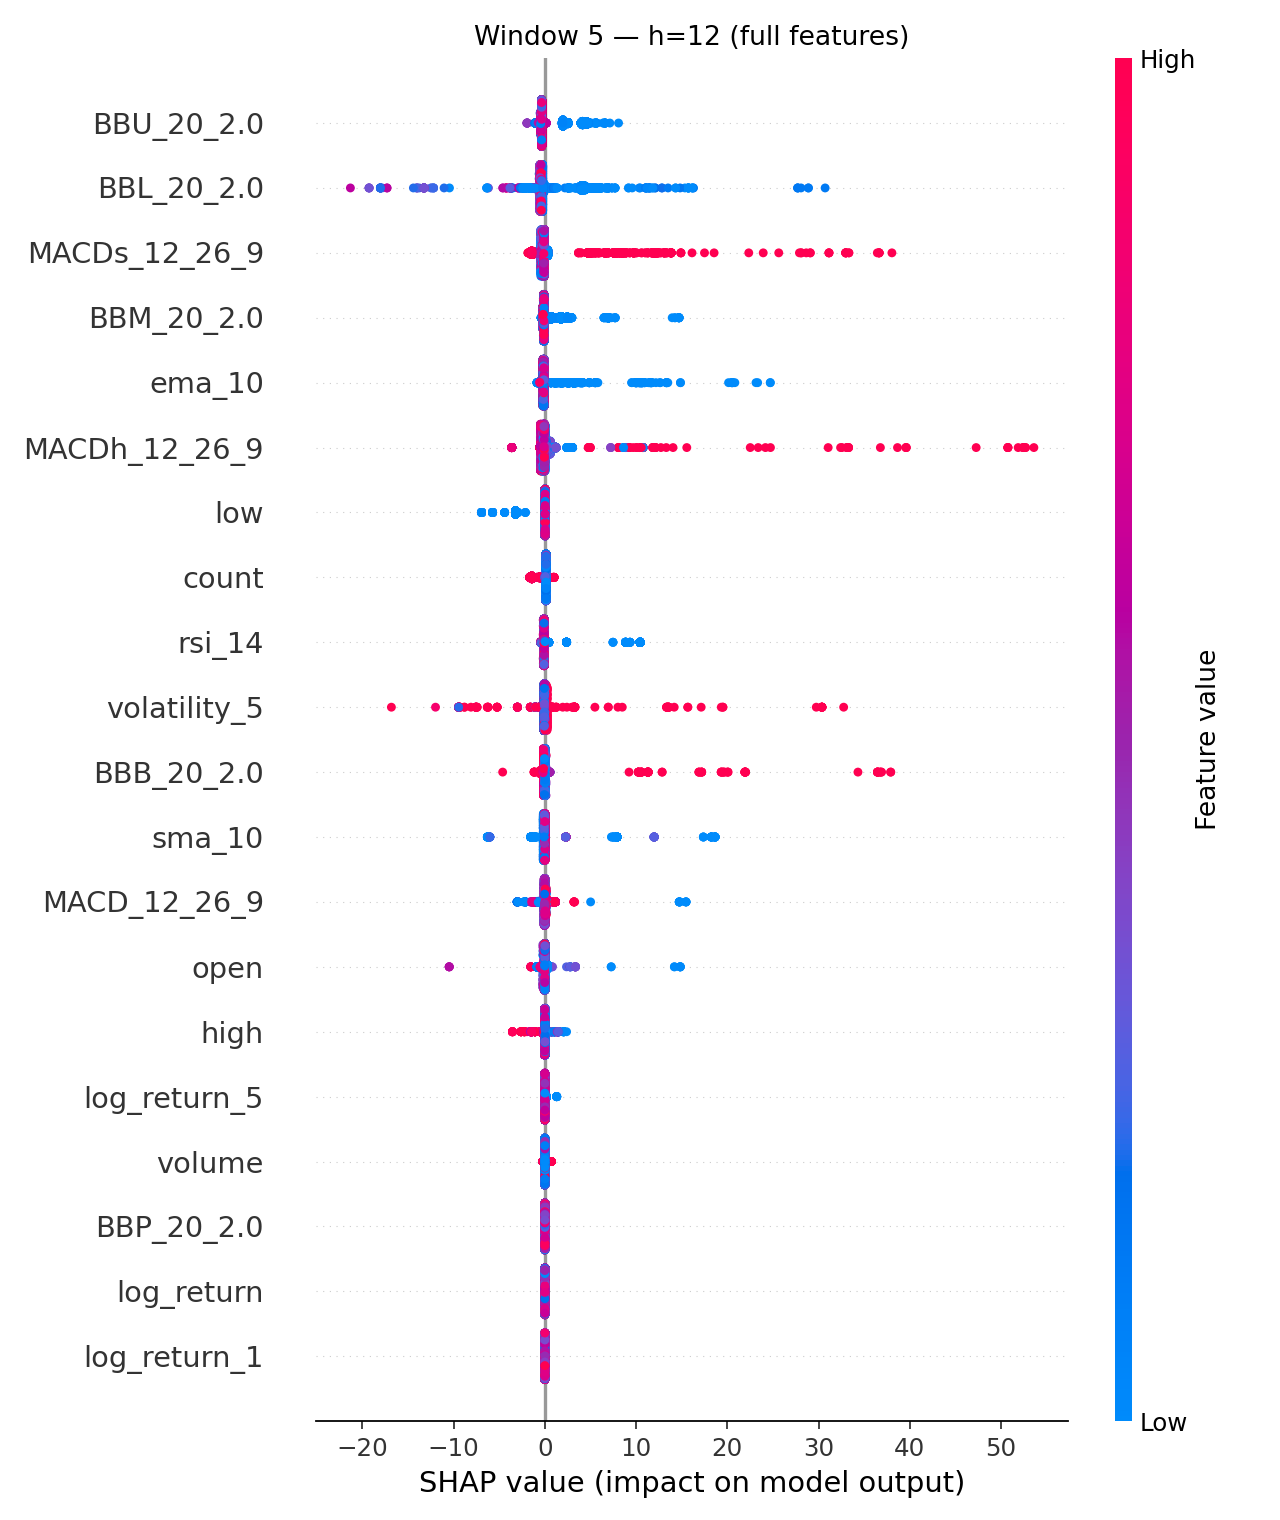 Window 5 — h=12 (full features)
High
BBU_20_2.0
BBL_20_2.0
MACDs_12_26_9
BBM_20_2.0
ema_10
MACDh_12_26_9
low
count
rsi_14
volatility_5
BBB_20_2.0
sma_10
MACD_12_26_9
open
high
log_return_5
volume
BBP_20_2.0
log_return
log_return_1
Feature value
Low
−20 −10 0 10 20 30 40 50
SHAP value (impact on model output)